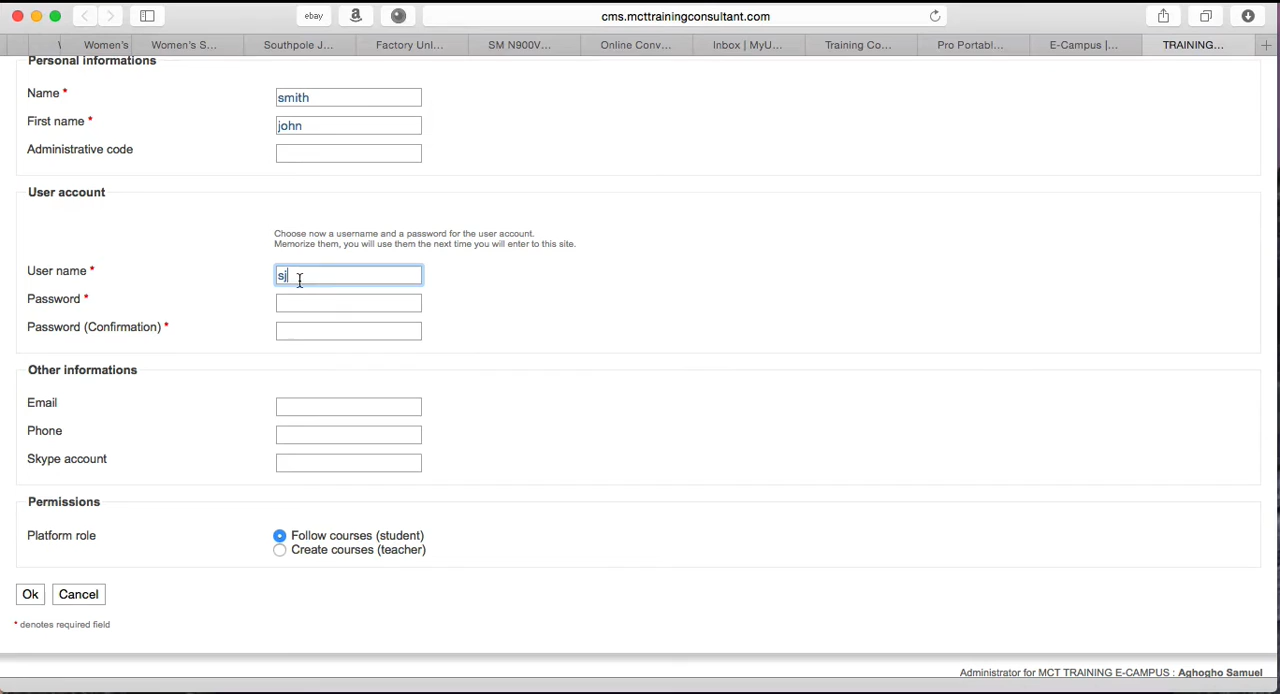 ebay
a
cms.mcttrainingconsultant.com
Women's
Women's S...
Southpole J...
Factory Unl...
SM N900V...
Online Conv...
Inbox | MyU...
Training Co...
Pro Portabl...
E-Campus |...
TRAINING...
+
Personal informations
Name *
smith
First name *
john
Administrative code
User account
Choose now a username and a password for the user account.
Memorize them, you will use them the next time you will enter to this site.
User name *
sj
Password *
Password (Confirmation) *
Other informations
Email
Phone
Skype account
Permissions
Platform role
Follow courses (student)
Create courses (teacher)
Ok
Cancel
* denotes required field
Administrator for MCT TRAINING E-CAMPUS : Aghogho Samuel